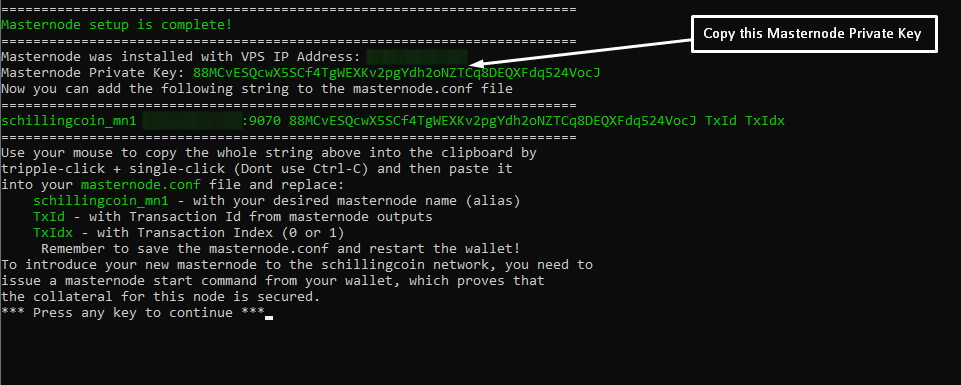 ========================================================================
Masternode setup is complete!
========================================================================
Masternode was installed with VPS IP Address:
Masternode Private Key: 88MCvESQcwX5SCf4TgWEXKv2pgYdh2oNZTCq8DEQXFdq524VocJ
Copy this Masternode Private Key
Now you can add the following string to the masternode.conf file
========================================================================
schillingcoin_mn1 :9070 88MCvESQcwX5SCf4TgWEXKv2pgYdh2oNZTCq8DEQXFdq524VocJ TxId TxIdx
========================================================================
Use your mouse to copy the whole string above into the clipboard by
tripple-click + single-click (Dont use Ctrl-C) and then paste it
into your masternode.conf file and replace:
schillingcoin_mn1 - with your desired masternode name (alias)
TxId - with Transaction Id from masternode outputs
TxIdx - with Transaction Index (0 or 1)
Remember to save the masternode.conf and restart the wallet!
To introduce your new masternode to the schillingcoin network, you need to
issue a masternode start command from your wallet, which proves that
the collateral for this node is secured.
*** Press any key to continue ***